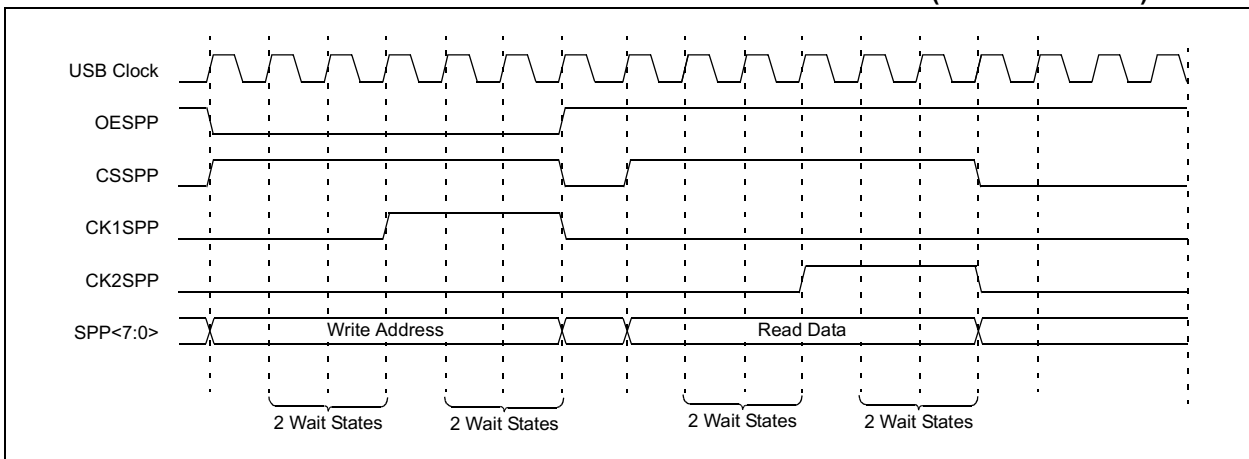 USB Clock
OESPP
CSSPP
CK1SPP
CK2SPP
SPP<7:0> Write Address Read Data
2 Wait States 2 Wait States 2 Wait States 2 Wait States